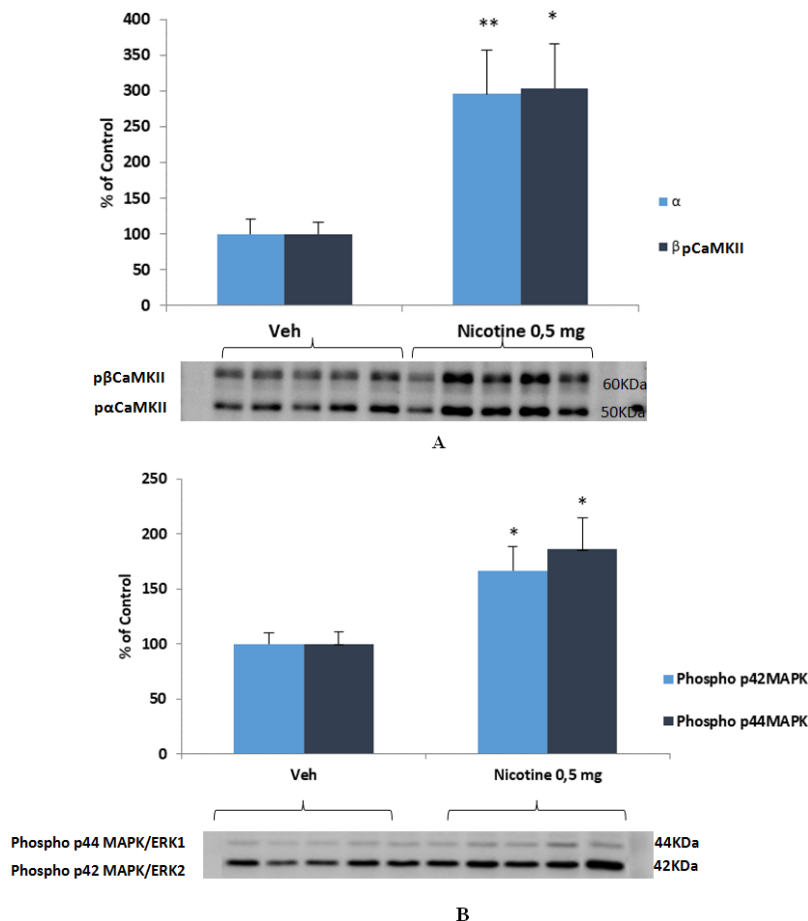 400
350
300
250
200
150
100
50
0
% of Control
** *
α
β pCaMKII
Veh Nicotine 0,5 mg
pβCaMKII 60KDa
pαCaMKII 50KDa
A
250
200
150
100
50
0
% of Control
* *
Phospho p42MAPK
Phospho p44MAPK
Veh Nicotine 0,5 mg
Phospho p44 MAPK/ERK1 44KDa
Phospho p42 MAPK/ERK2 42KDa
B